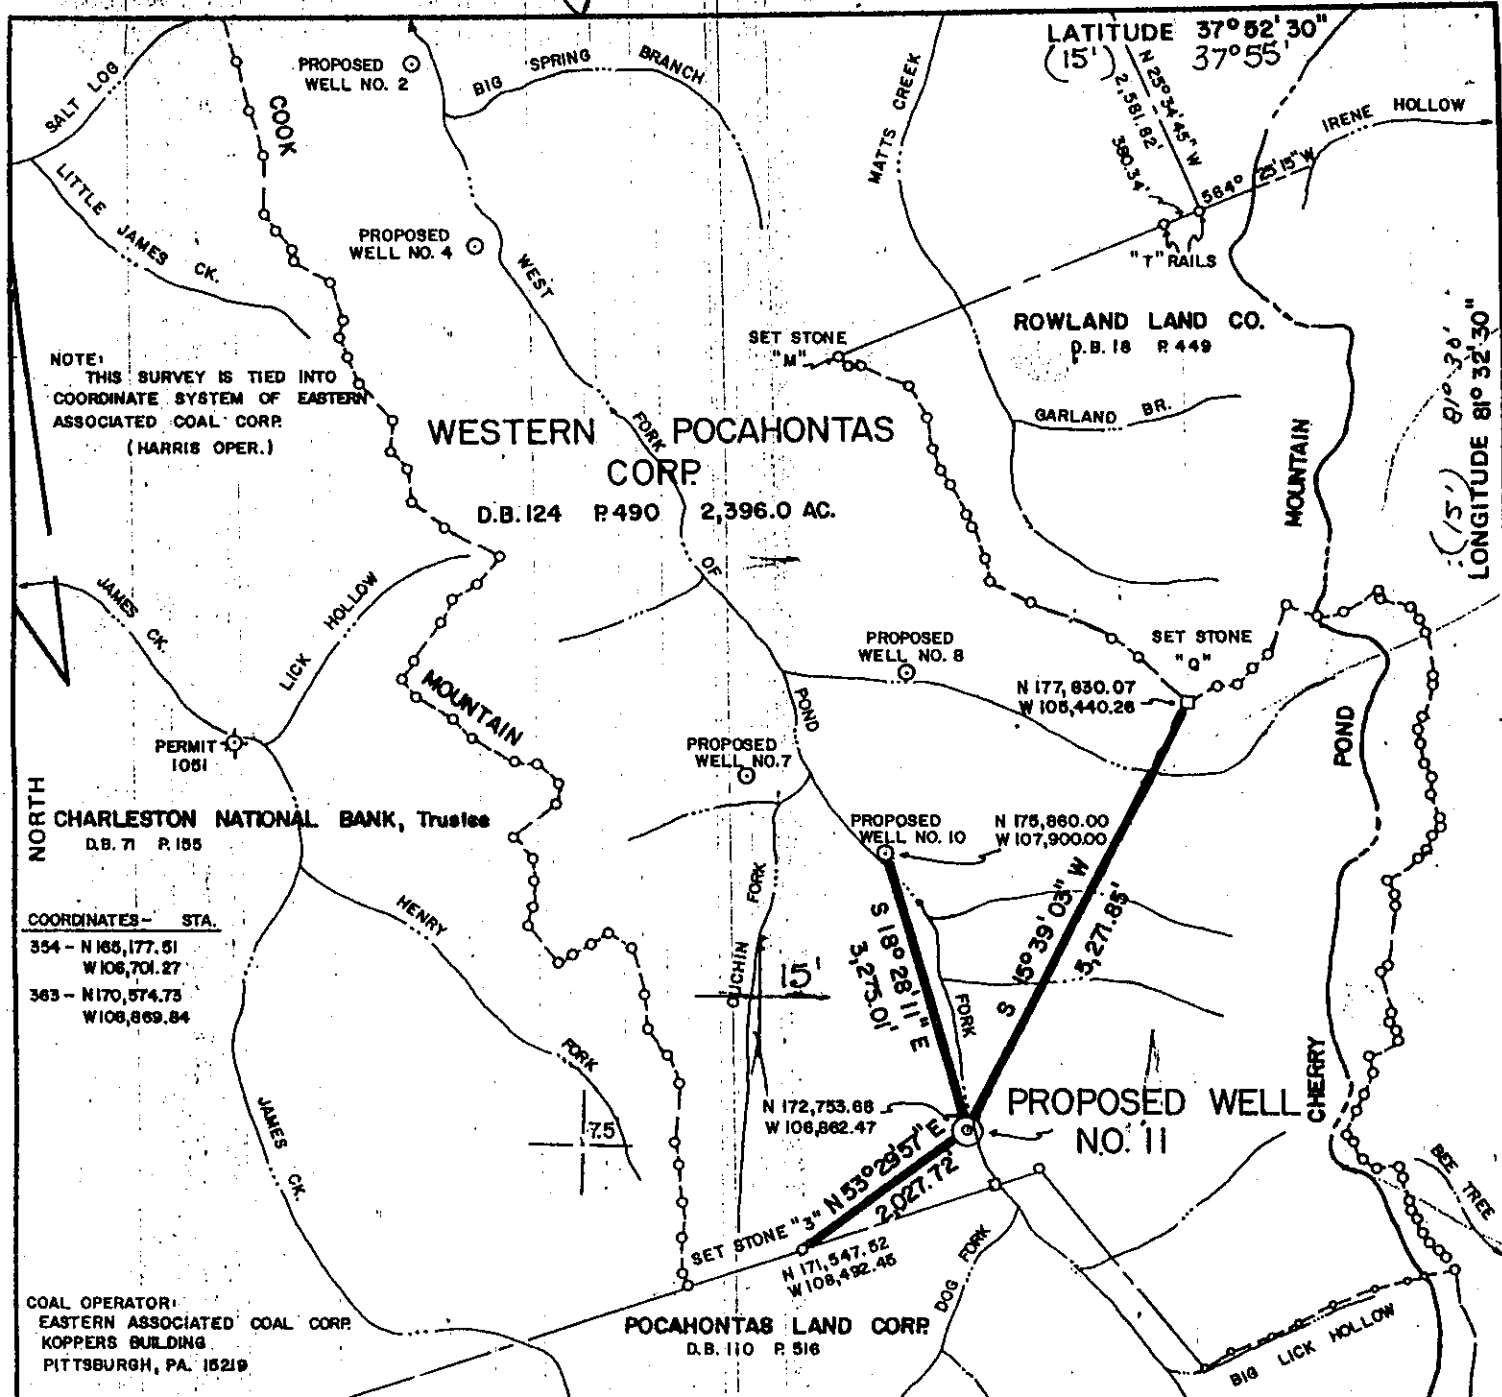 LATITUDE 37°52'30"
(15') 37°55'
PROPOSED
WELL NO. 2
BIG SPRING BRANCH
SALT LOG
COOK
MATTS CREEK
N 25°34'45" W
2,581.82'
380.34'
IRENE HOLLOW
S64° 25'15" W
LITTLE JAMES CK.
PROPOSED
WELL NO. 4
WEST
"T" RAILS
ROWLAND LAND CO.
D.B. 18 P. 449
SET STONE
"M"
81° 30'
(15')
LONGITUDE 81° 32' 30"
NOTE:
THIS SURVEY IS TIED INTO
COORDINATE SYSTEM OF EASTERN
ASSOCIATED COAL CORP.
(HARRIS OPER.)
GARLAND BR.
FORK
WESTERN POCAHONTAS
CORP.
D.B. 124 P. 490 2,396.0 AC.
MOUNTAIN
OF
JAMES CK.
LICK HOLLOW
PROPOSED
WELL NO. 8
SET STONE
"Q"
N 177,830.07
W 105,440.26
MOUNTAIN
POND
POND
PERMIT
1051
PROPOSED
WELL NO. 7
NORTH
CHARLESTON NATIONAL BANK, Trustee
D.B. 71 P. 155
PROPOSED
WELL NO. 10
N 175,860.00
W 107,900.00
FORK
HENRY
S 18° 28' 11" E
3,275.01'
S 15° 39' 03" W
5,271.85'
COORDINATES - STA.
354 - N 165,177.51
W 106,701.27
363 - N 170,574.73
W 108,869.84
15'
UCHIN
FORK
FORK
CHERRY
N 172,753.68
W 106,862.47
PROPOSED WELL
NO. 11
7.5
JAMES CK.
N 53°29'57" E
2,027.72'
BEE TREE
SET STONE "3"
N 171,547.52
W 108,492.45
DOG FORK
COAL OPERATOR:
EASTERN ASSOCIATED COAL CORP.
KOPPERS BUILDING
PITTSBURGH, PA. 15219
POCAHONTAS LAND CORP.
D.B. 110 P. 516
BIG LICK HOLLOW